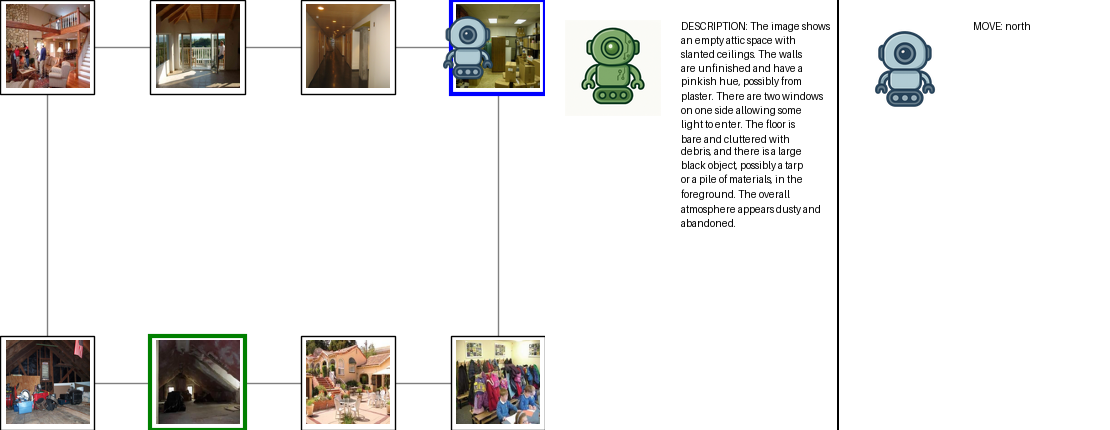 DESCRIPTION: The image shows
an empty attic space with
slanted ceilings. The walls
are unfinished and have a
pinkish hue, possibly from
plaster. There are two windows
on one side allowing some
light to enter. The floor is
bare and cluttered with
debris, and there is a large
black object, possibly a tarp
or a pile of materials, in the
foreground. The overall
atmosphere appears dusty and
abandoned.
MOVE: north